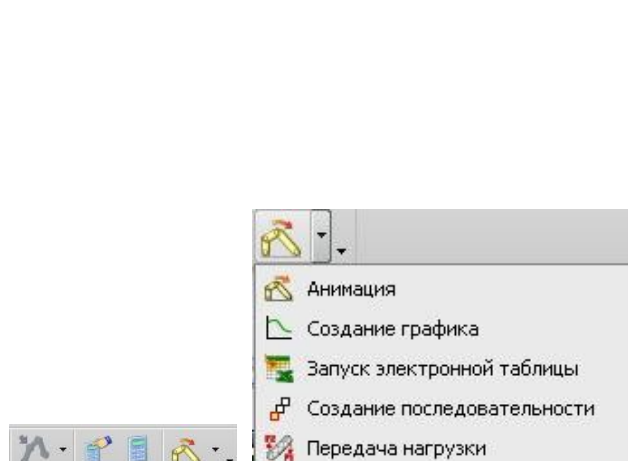 Анимация
Создание графика
Запуск электронной таблицы
Создание последовательности
Передача нагрузки